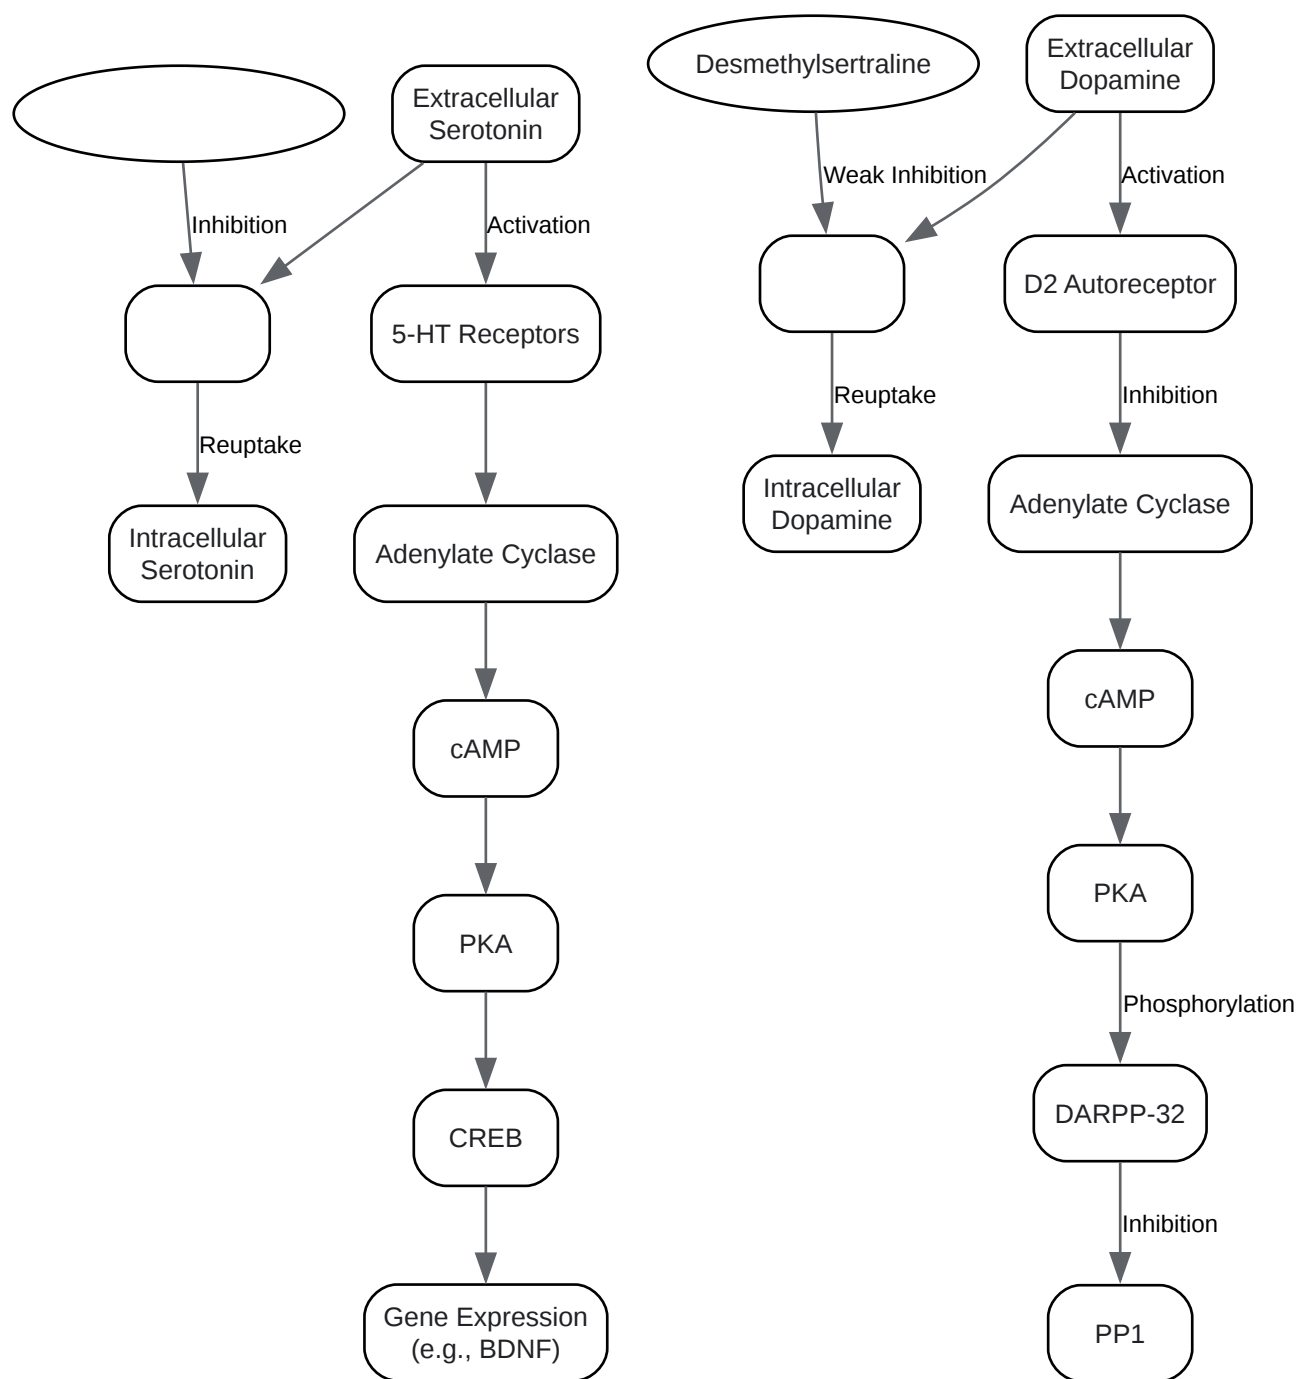 Extracellular
Serotonin
Inhibition
Activation
5-HT Receptors
Reuptake
Intracellular
Serotonin
Adenylate Cyclase
cAMP
PKA
CREB
Gene Expression
(e.g., BDNF)
Desmethylsertraline
Extracellular
Dopamine
Weak Inhibition
Activation
D2 Autoreceptor
Reuptake
Inhibition
Intracellular
Dopamine
Adenylate Cyclase
cAMP
PKA
Phosphorylation
DARPP-32
Inhibition
PP1